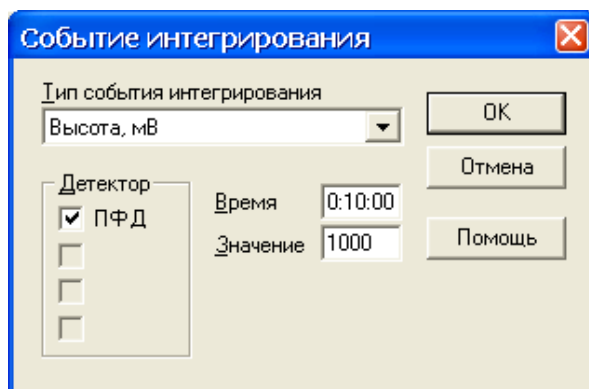 Событие интегрирования
Тип события интегрирования
Высота, мВ
OK
Отмена
Детектор
ПФД
Время 0:10:00
Значение 1000
Помощь